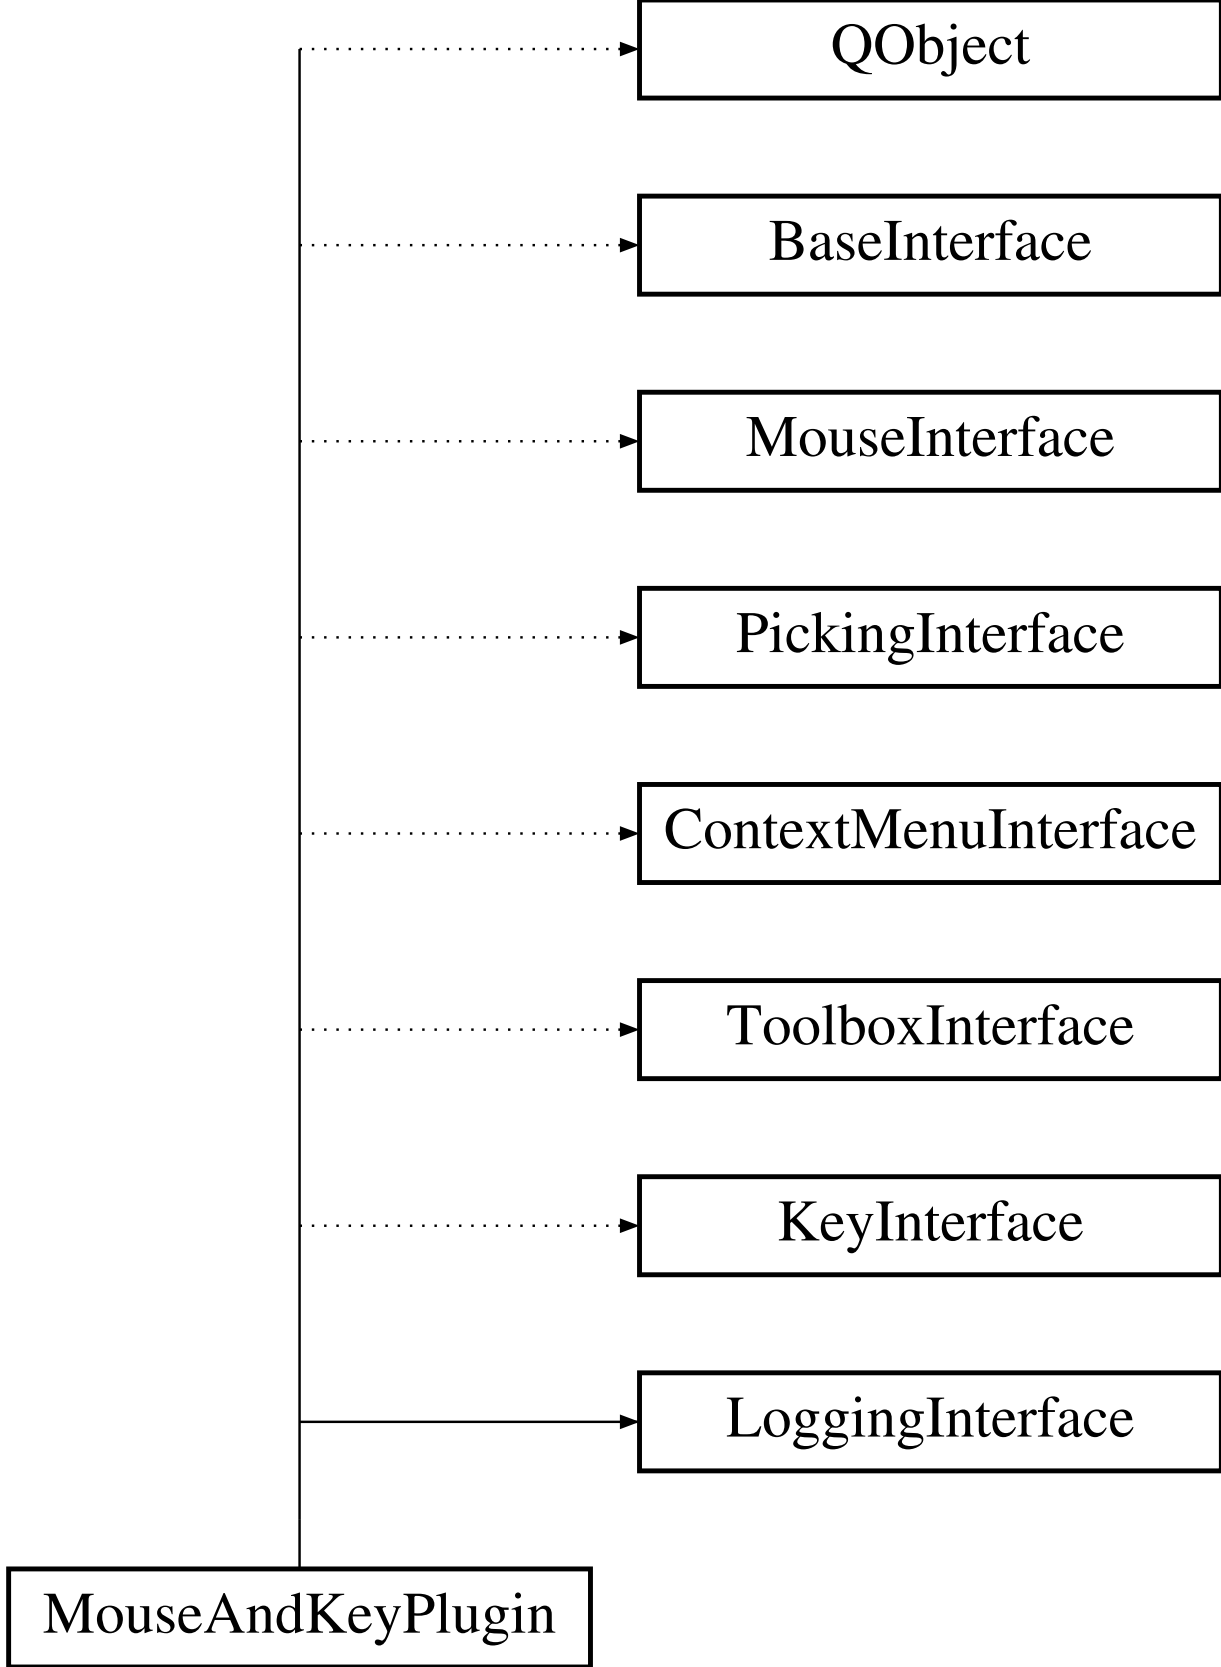 QObject
BaseInterface
MouseInterface
PickingInterface
ContextMenuInterface
ToolboxInterface
KeyInterface
LoggingInterface
MouseAndKeyPlugin